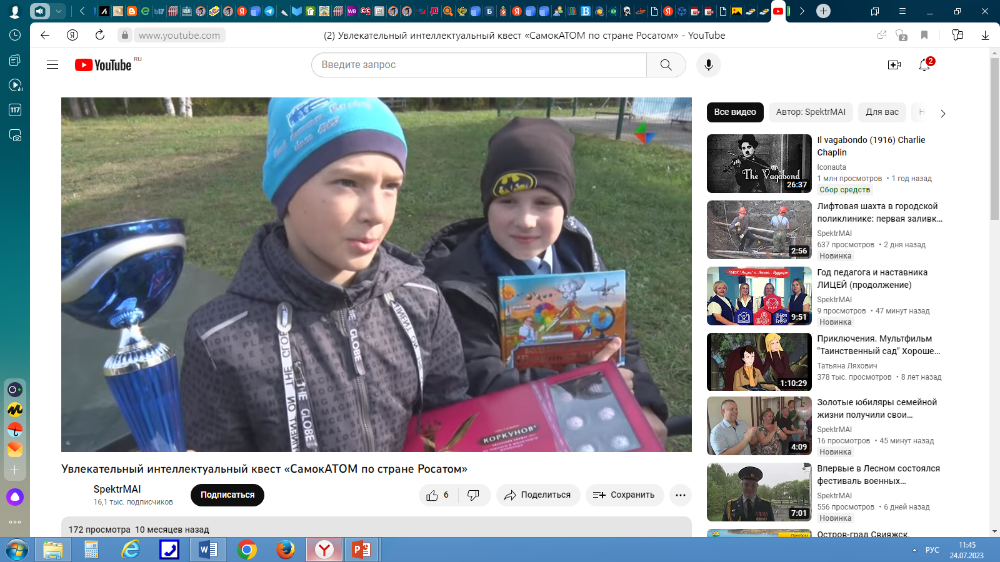 (2) Увлекательный интеллектуальный квест «СамокАТОМ по стране Росатом» - YouTube
www.youtube.com
2
117
YouTube
RU
Введите запрос
2
КОРКУНОВ
THE GLOBE
THE GLOBE
Увлекательный интеллектуальный квест «СамокАТОМ по стране Росатом»
SpektrMAI
16,1 тыс. подписчиков
Подписаться
6
Поделиться
Сохранить
172 просмотра 10 месяцев назад
Все видео
Автор: SpektrMAI
Для вас
The Vagabond
26:37
Il vagabondo (1916) Charlie
Chaplin
Iconauta
1 млн просмотров • 1 год назад
Сбор средств
2:56
Лифтовая шахта в городской
поликлинике: первая заливк…
SpektrMAI
637 просмотров • 2 дня назад
Новинка
9:51
Год педагога и наставника
ЛИЦЕЙ (продолжение)
SpektrMAI
9 просмотров • 47 минут назад
Новинка
1:10:29
Приключения. Мультфильм
"Таинственный сад" Хороше…
Татьяна Ляхович
378 тыс. просмотров • 8 лет назад
4:09
Золотые юбиляры семейной
жизни получили свои…
SpektrMAI
16 просмотров • 45 минут назад
Новинка
7:01
Впервые в Лесном состоялся
фестиваль военных…
SpektrMAI
556 просмотров • 6 дней назад
Новинка
Остров-град Свияжск.
РУС
11:45
24.07.2023